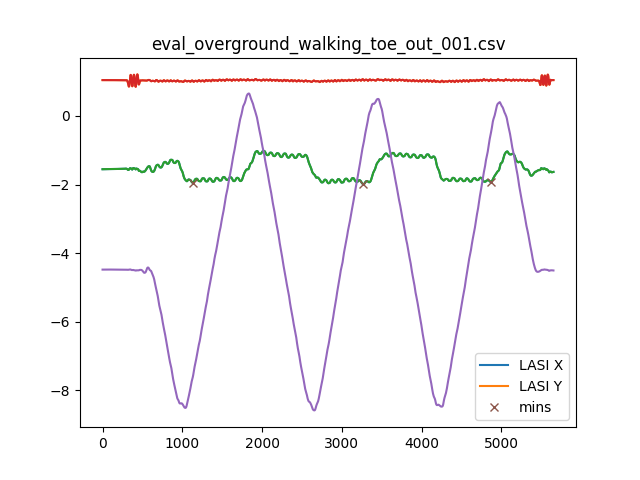 eval_overground_walking_toe_out_001.csv
0
−2
−4
−6
−8
0 1000 2000 3000 4000 5000
LASI X
LASI Y
mins